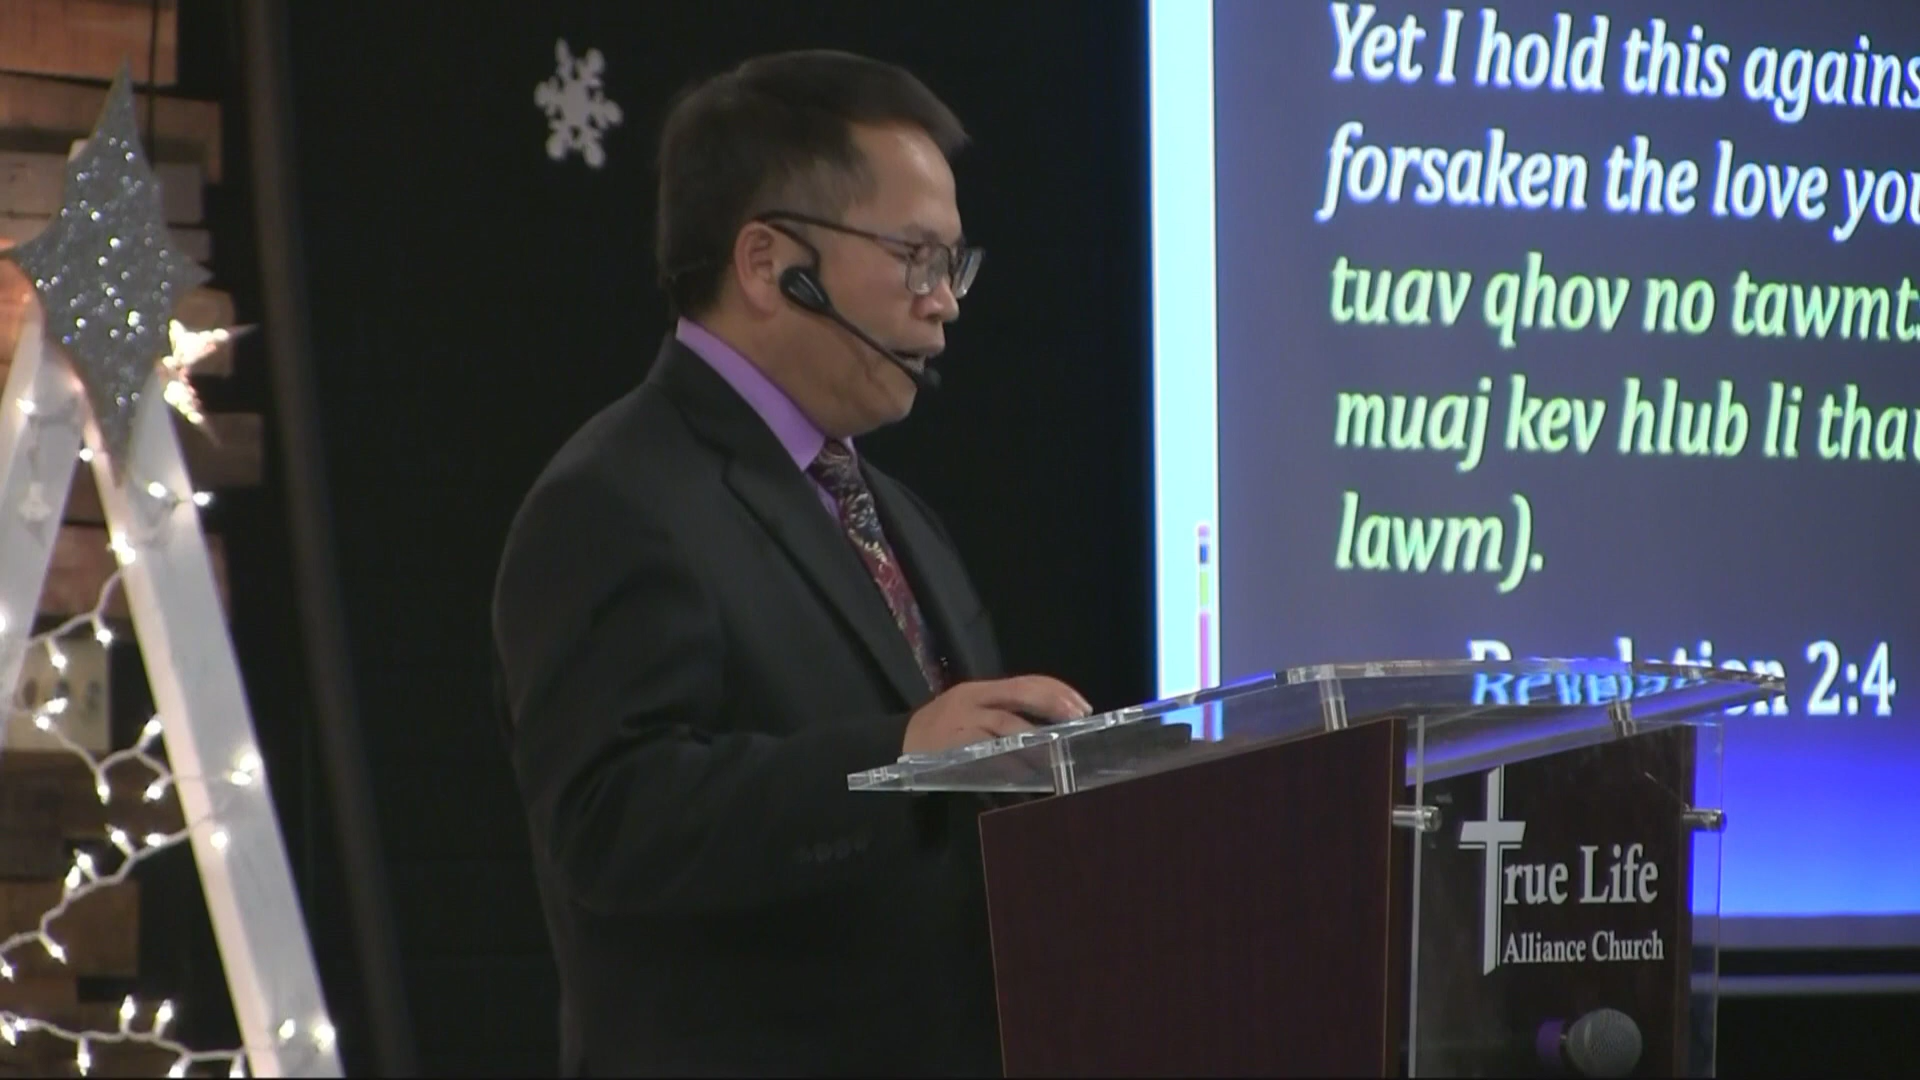 Yet I hold this agains
forsaken the love you
tuav qhov no tawmt
muaj kev hlub li thau
lawm).
Revelation 2:4
True Life
Alliance Church